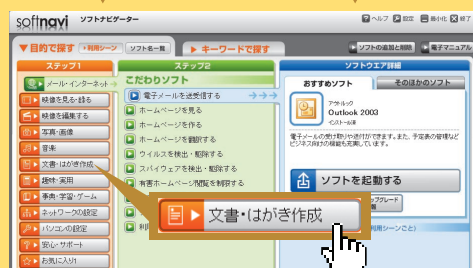 softnavi ソフトナビゲーター
ヘルプ 設定 最小化 終了
▼目的で探す 利用シーン ソフト名一覧 ▶キーワードで探す ソフトの追加と削除 電子マニュアル
ステップ1
メール・インターネット
映像を見る・録る
映像を編集する
写真・画像
音楽
文書・はがき作成
趣味・実用
事典・学習・ゲーム
ネットワークの設定
パソコンの設定
安心・サポート
お気に入り1
ステップ2
こだわりソフト
電子メールを送受信する
ホームページを見る
ホームページを作る
ホームページを翻訳する
ウイルスを検出・駆除する
スパイウェアを検出・駆除する
有害ホームページ閲覧を制限する
ソフトウエア詳細
おすすめソフト そのほかのソフト
アウトルック
Outlook 2003
インストール済
電子メールの受け取りや送付ができます。また、予定表の管理など
ビジネス向けの機能も充実しています。
ソフトを起動する
文書・はがき作成